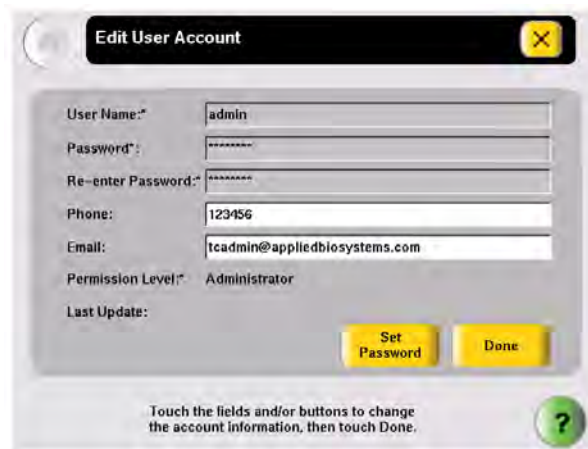 Edit User Account
User Name:* admin
Password*: ********
Re-enter Password:* ********
Phone: 123456
Email: tcadmin@appliedbiosystems.com
Permission Level:* Administrator
Last Update:
Set
Password
Done
Touch the fields and/or buttons to change
the account information, then touch Done.
?